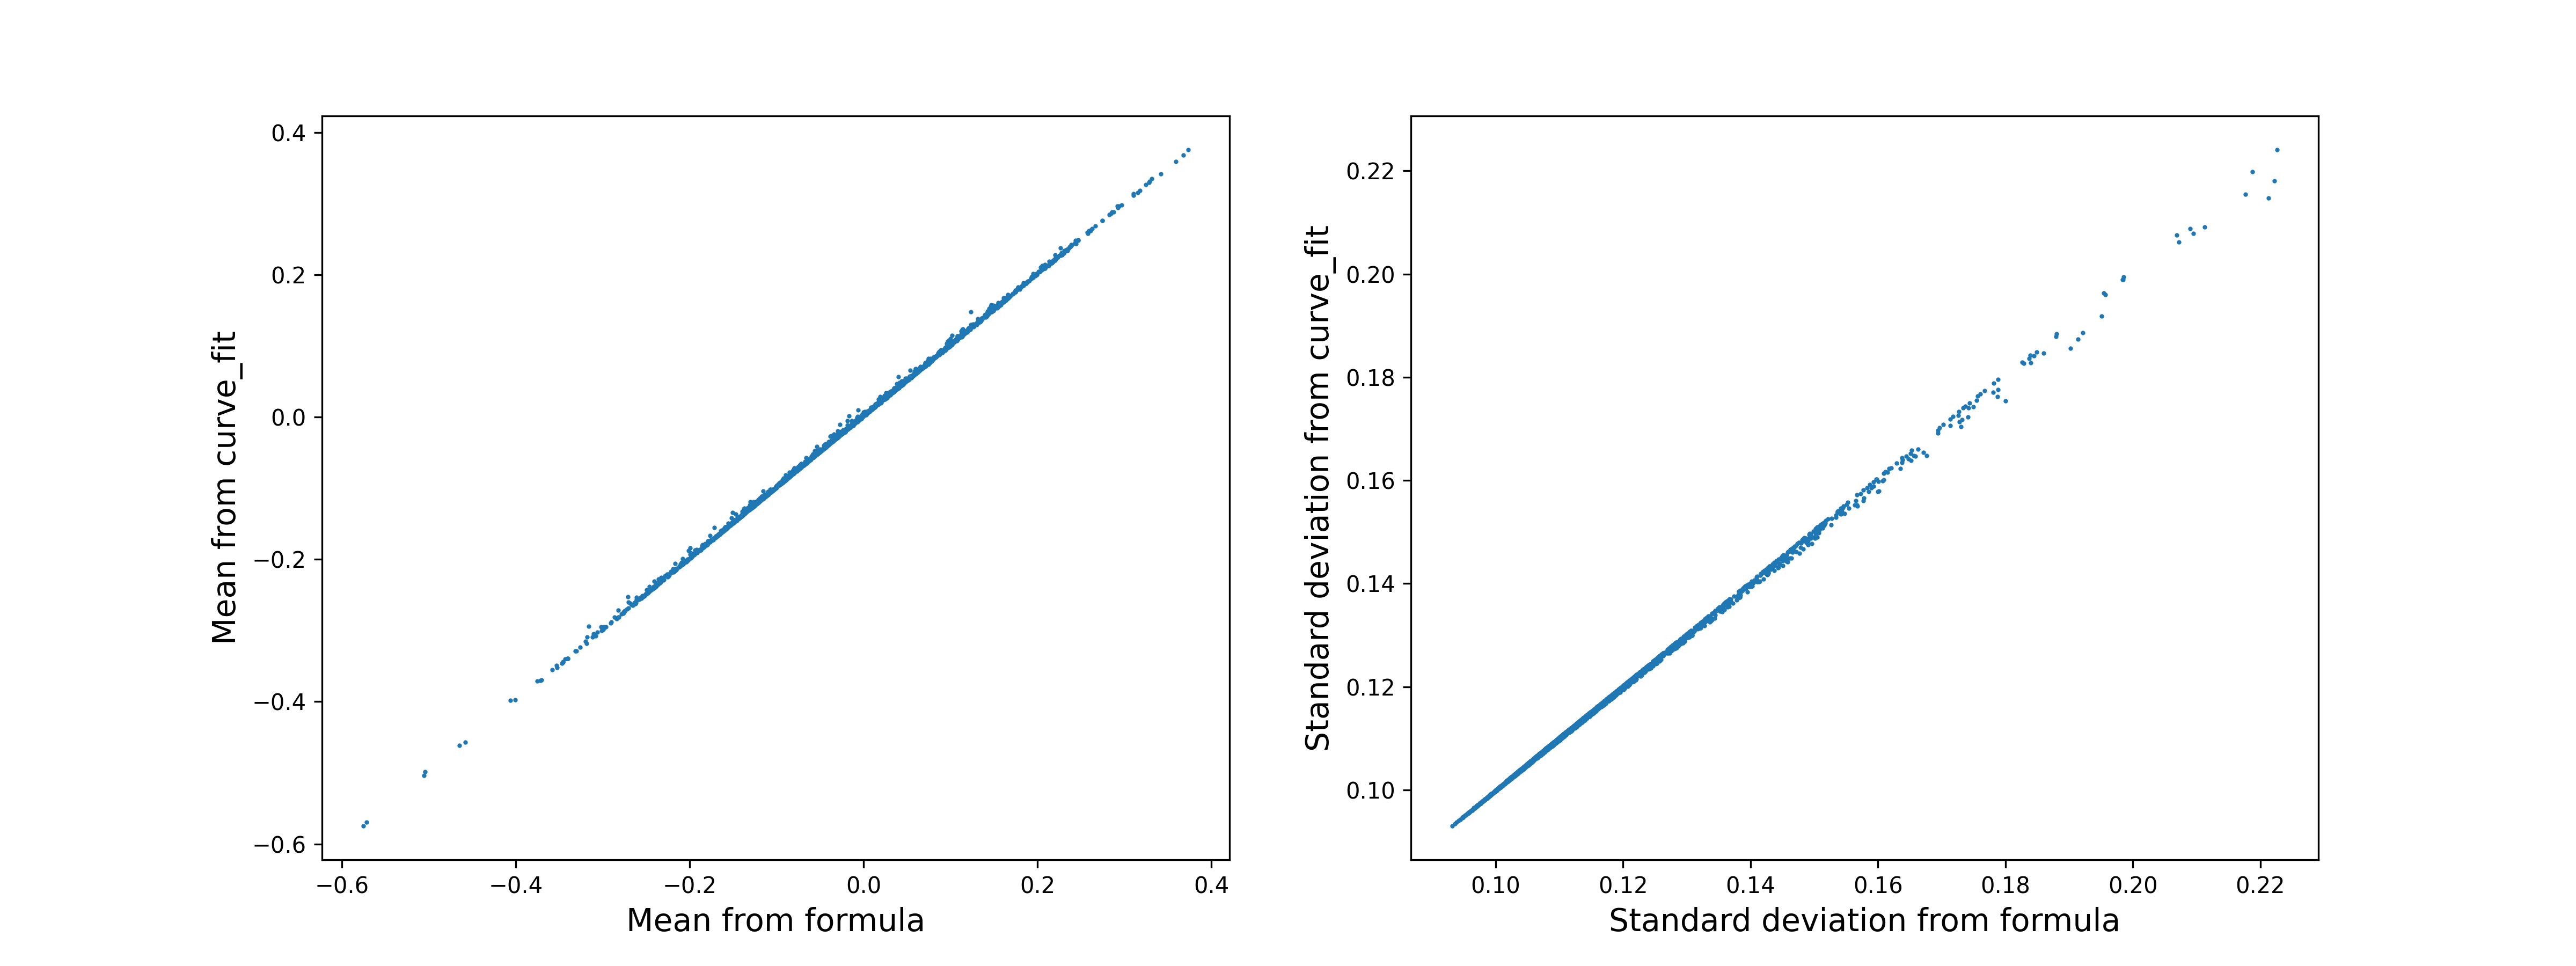 0.4
0.2
0.0
−0.2
−0.4
−0.6
Mean from curve_fit
−0.6 −0.4 −0.2 0.0 0.2 0.4
Mean from formula
0.22
0.20
0.18
0.16
0.14
0.12
0.10
Standard deviation from curve_fit
0.10 0.12 0.14 0.16 0.18 0.20 0.22
Standard deviation from formula